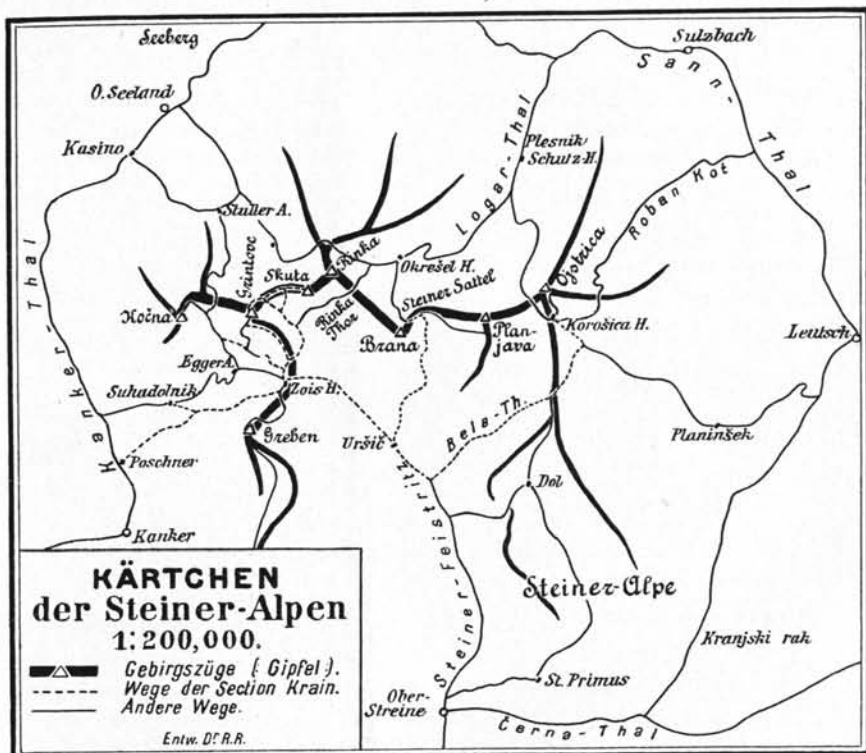 Seeberg
Sulzbach
Sann-Thal
O. Seeland
Kasino
Plesnik
Schutz-H.
Logar-Thal
Roban Kot
Stuller A.
Kanker-Thal
Rinka
Okrešel H.
Ojstrica
Skuta
Grintovc
Steiner Sattel
Kočna
Rinka
Thor
Brana
Plan-
java
Korošica H.
Leutsch
Egger A.
Suhadolnik
Zois H.
Bela-Th.
Greben
Uršič
Planinšek
Poschner
Dol
Kanker
Steiner-Feistritz
Steiner-Alpe
Kranjski rak
St. Primus
Ober-
Streine
Černa-Thal
KÄRTCHEN
der Steiner-Alpen
1:200,000.
Gebirgszüge (: Gipfel :).
Wege der Section Krain.
Andere Wege.
Entw. Dr. R.R.